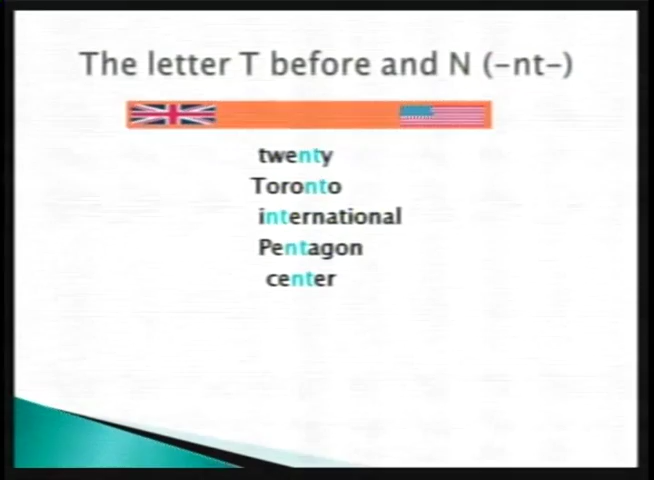 The letter T before and N (-nt-)
twenty
Toronto
international
Pentagon
center